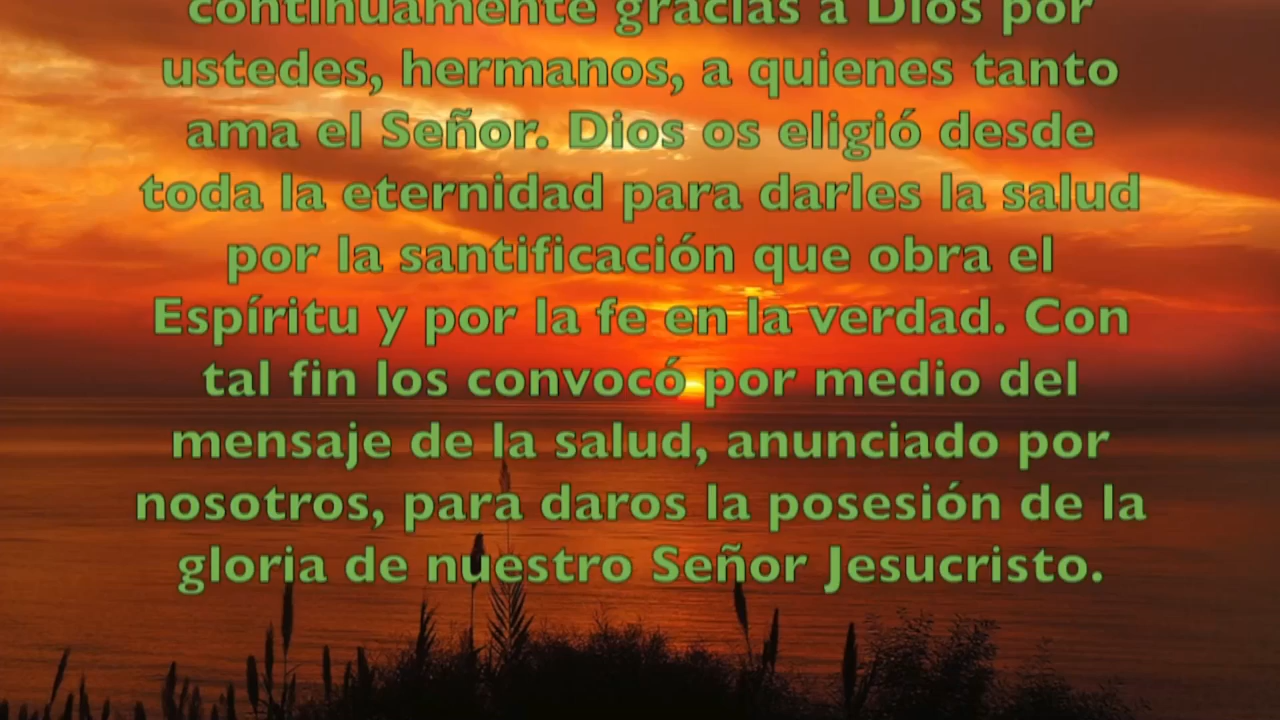 continuamente gracias a Dios por
ustedes, hermanos, a quienes tanto
ama el Señor. Dios os eligió desde
toda la eternidad para darles la salud
por la santificación que obra el
Espíritu y por la fe en la verdad. Con
tal fin los convocó por medio del
mensaje de la salud, anunciado por
nosotros, para daros la posesión de la
gloria de nuestro Señor Jesucristo.